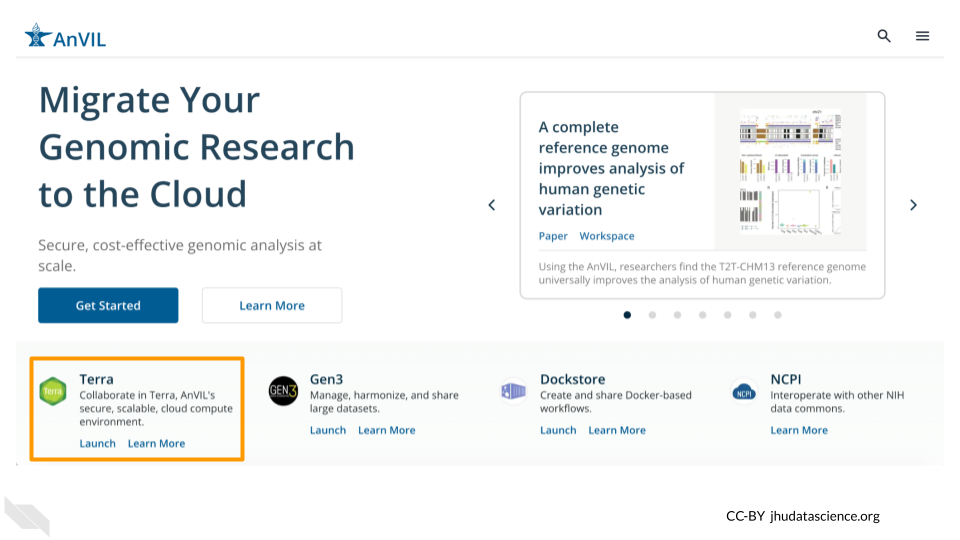 AnVIL
Migrate Your
Genomic Research
to the Cloud
Secure, cost-effective genomic analysis at
scale.
Get Started
Learn More
A complete
reference genome
improves analysis of
human genetic
variation
Paper Workspace
Using the AnVIL, researchers find the T2T-CHM13 reference genome
universally improves the analysis of human genetic variation.
Terra
Terra
Collaborate in Terra, AnVIL's
secure, scalable, cloud compute
environment.
Launch Learn More
GEN3
Gen3
Manage, harmonize, and share
large datasets.
Launch Learn More
Dockstore
Create and share Docker-based
workflows.
Launch Learn More
NCPI
NCPI
Interoperate with other NIH
data commons.
Learn More
CC-BY jhudatascience.org